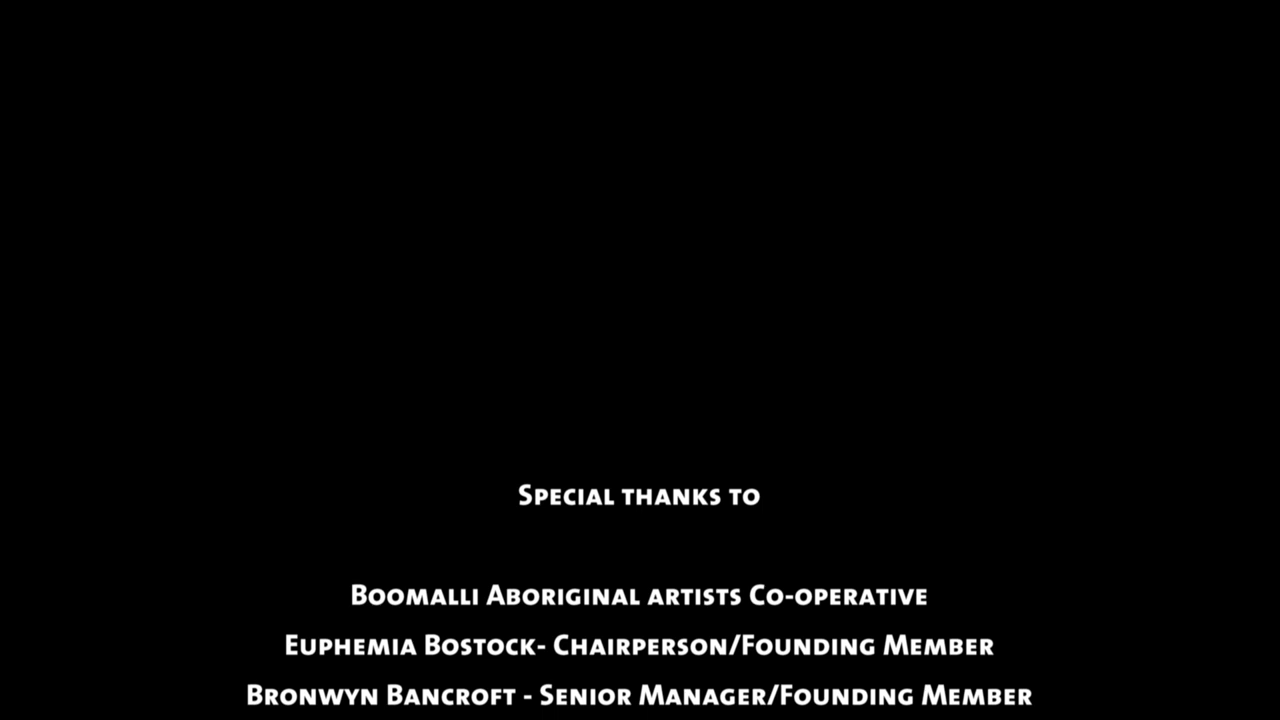 Special thanks to
Boomalli Aboriginal artists Co-operative
Euphemia Bostock- Chairperson/Founding Member
Bronwyn Bancroft - Senior Manager/Founding Member